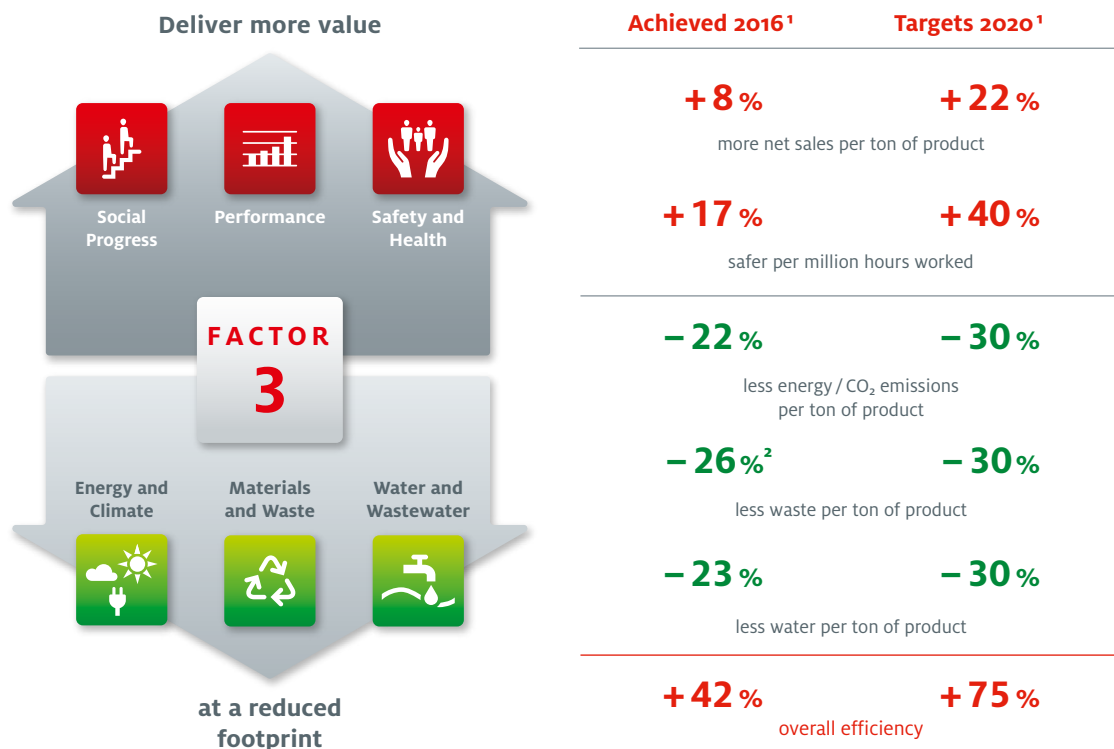 Deliver more value
Social
Progress
Performance
Safety and
Health
FACTOR
3
Energy and
Climate
Materials
and Waste
Water and
Wastewater
at a reduced
footprint
Achieved 2016¹ Targets 2020¹
+ 8 % + 22 %
more net sales per ton of product
+ 17 % + 40 %
safer per million hours worked
– 22 % – 30 %
less energy / CO₂ emissions
per ton of product
– 26 %² – 30 %
less waste per ton of product
– 23 % – 30 %
less water per ton of product
+ 42 % + 75 %
overall efficiency